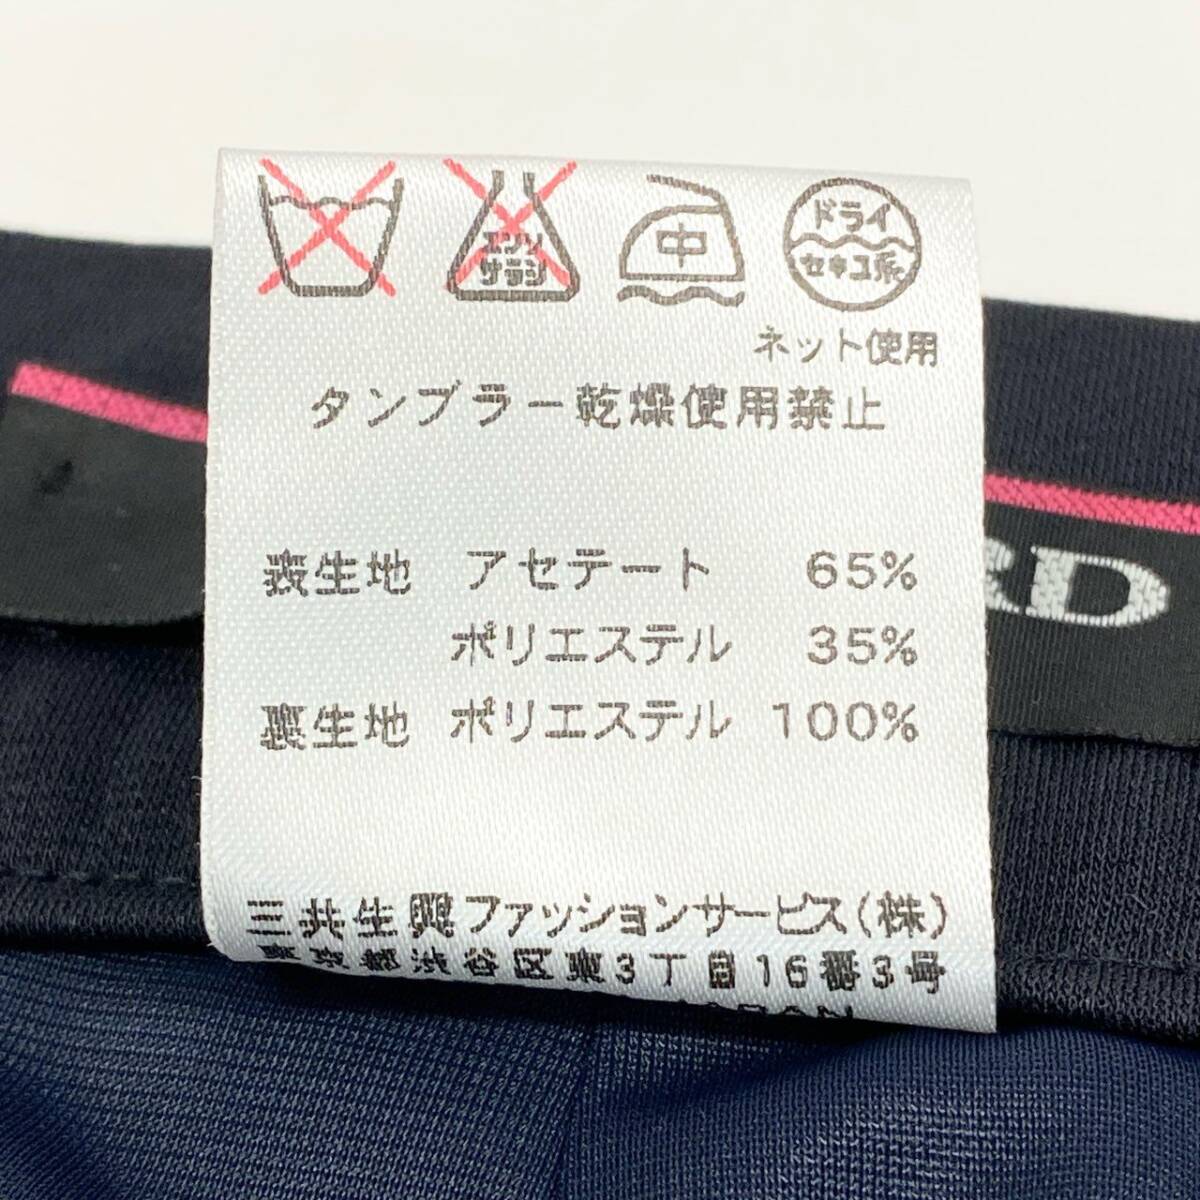 エンソ
サラシ
中
ドライ
セキユ系
ネット使用
タンブラー乾燥使用禁止
表生地 アセテート 65%
ポリエステル 35%
裏生地 ポリエステル 100%
RD
三共生興ファッションサービス(株)
東京都渋谷区東3丁目16番3号